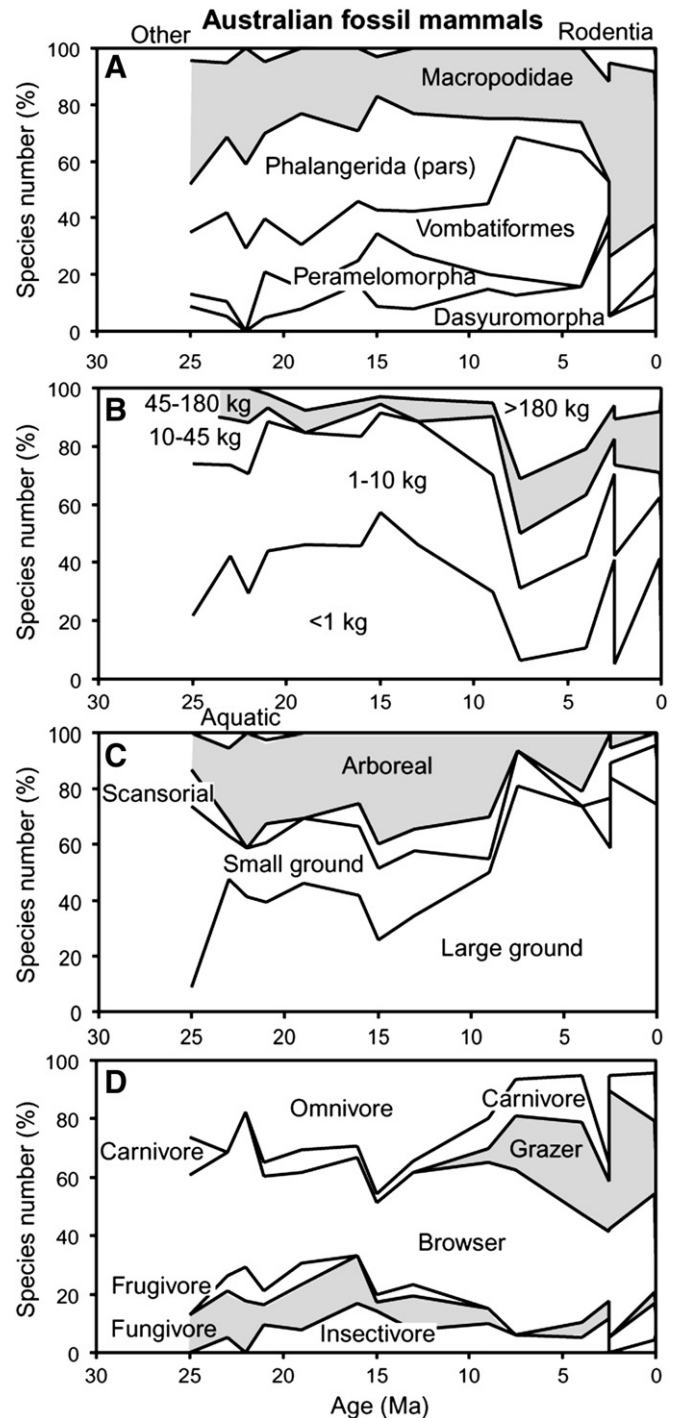 Australian fossil mammals
Other
Rodentia
A
Species number (%)
100
80
60
40
20
0
Macropodidae
Phalangerida (pars)
Vombatiformes
Peramelomorpha
Dasyuromorpha
30 25 20 15 10 5 0
B
Species number (%)
100
80
60
40
20
0
45-180 kg
>180 kg
10-45 kg
1-10 kg
<1 kg
30 25 20 15 10 5 0
Aquatic
C
Species number (%)
100
80
60
40
20
0
Arboreal
Scansorial
Small ground
Large ground
30 25 20 15 10 5 0
D
Species number (%)
100
80
60
40
20
0
Omnivore
Carnivore
Carnivore
Grazer
Browser
Frugivore
Fungivore
Insectivore
30 25 20 15 10 5 0
Age (Ma)